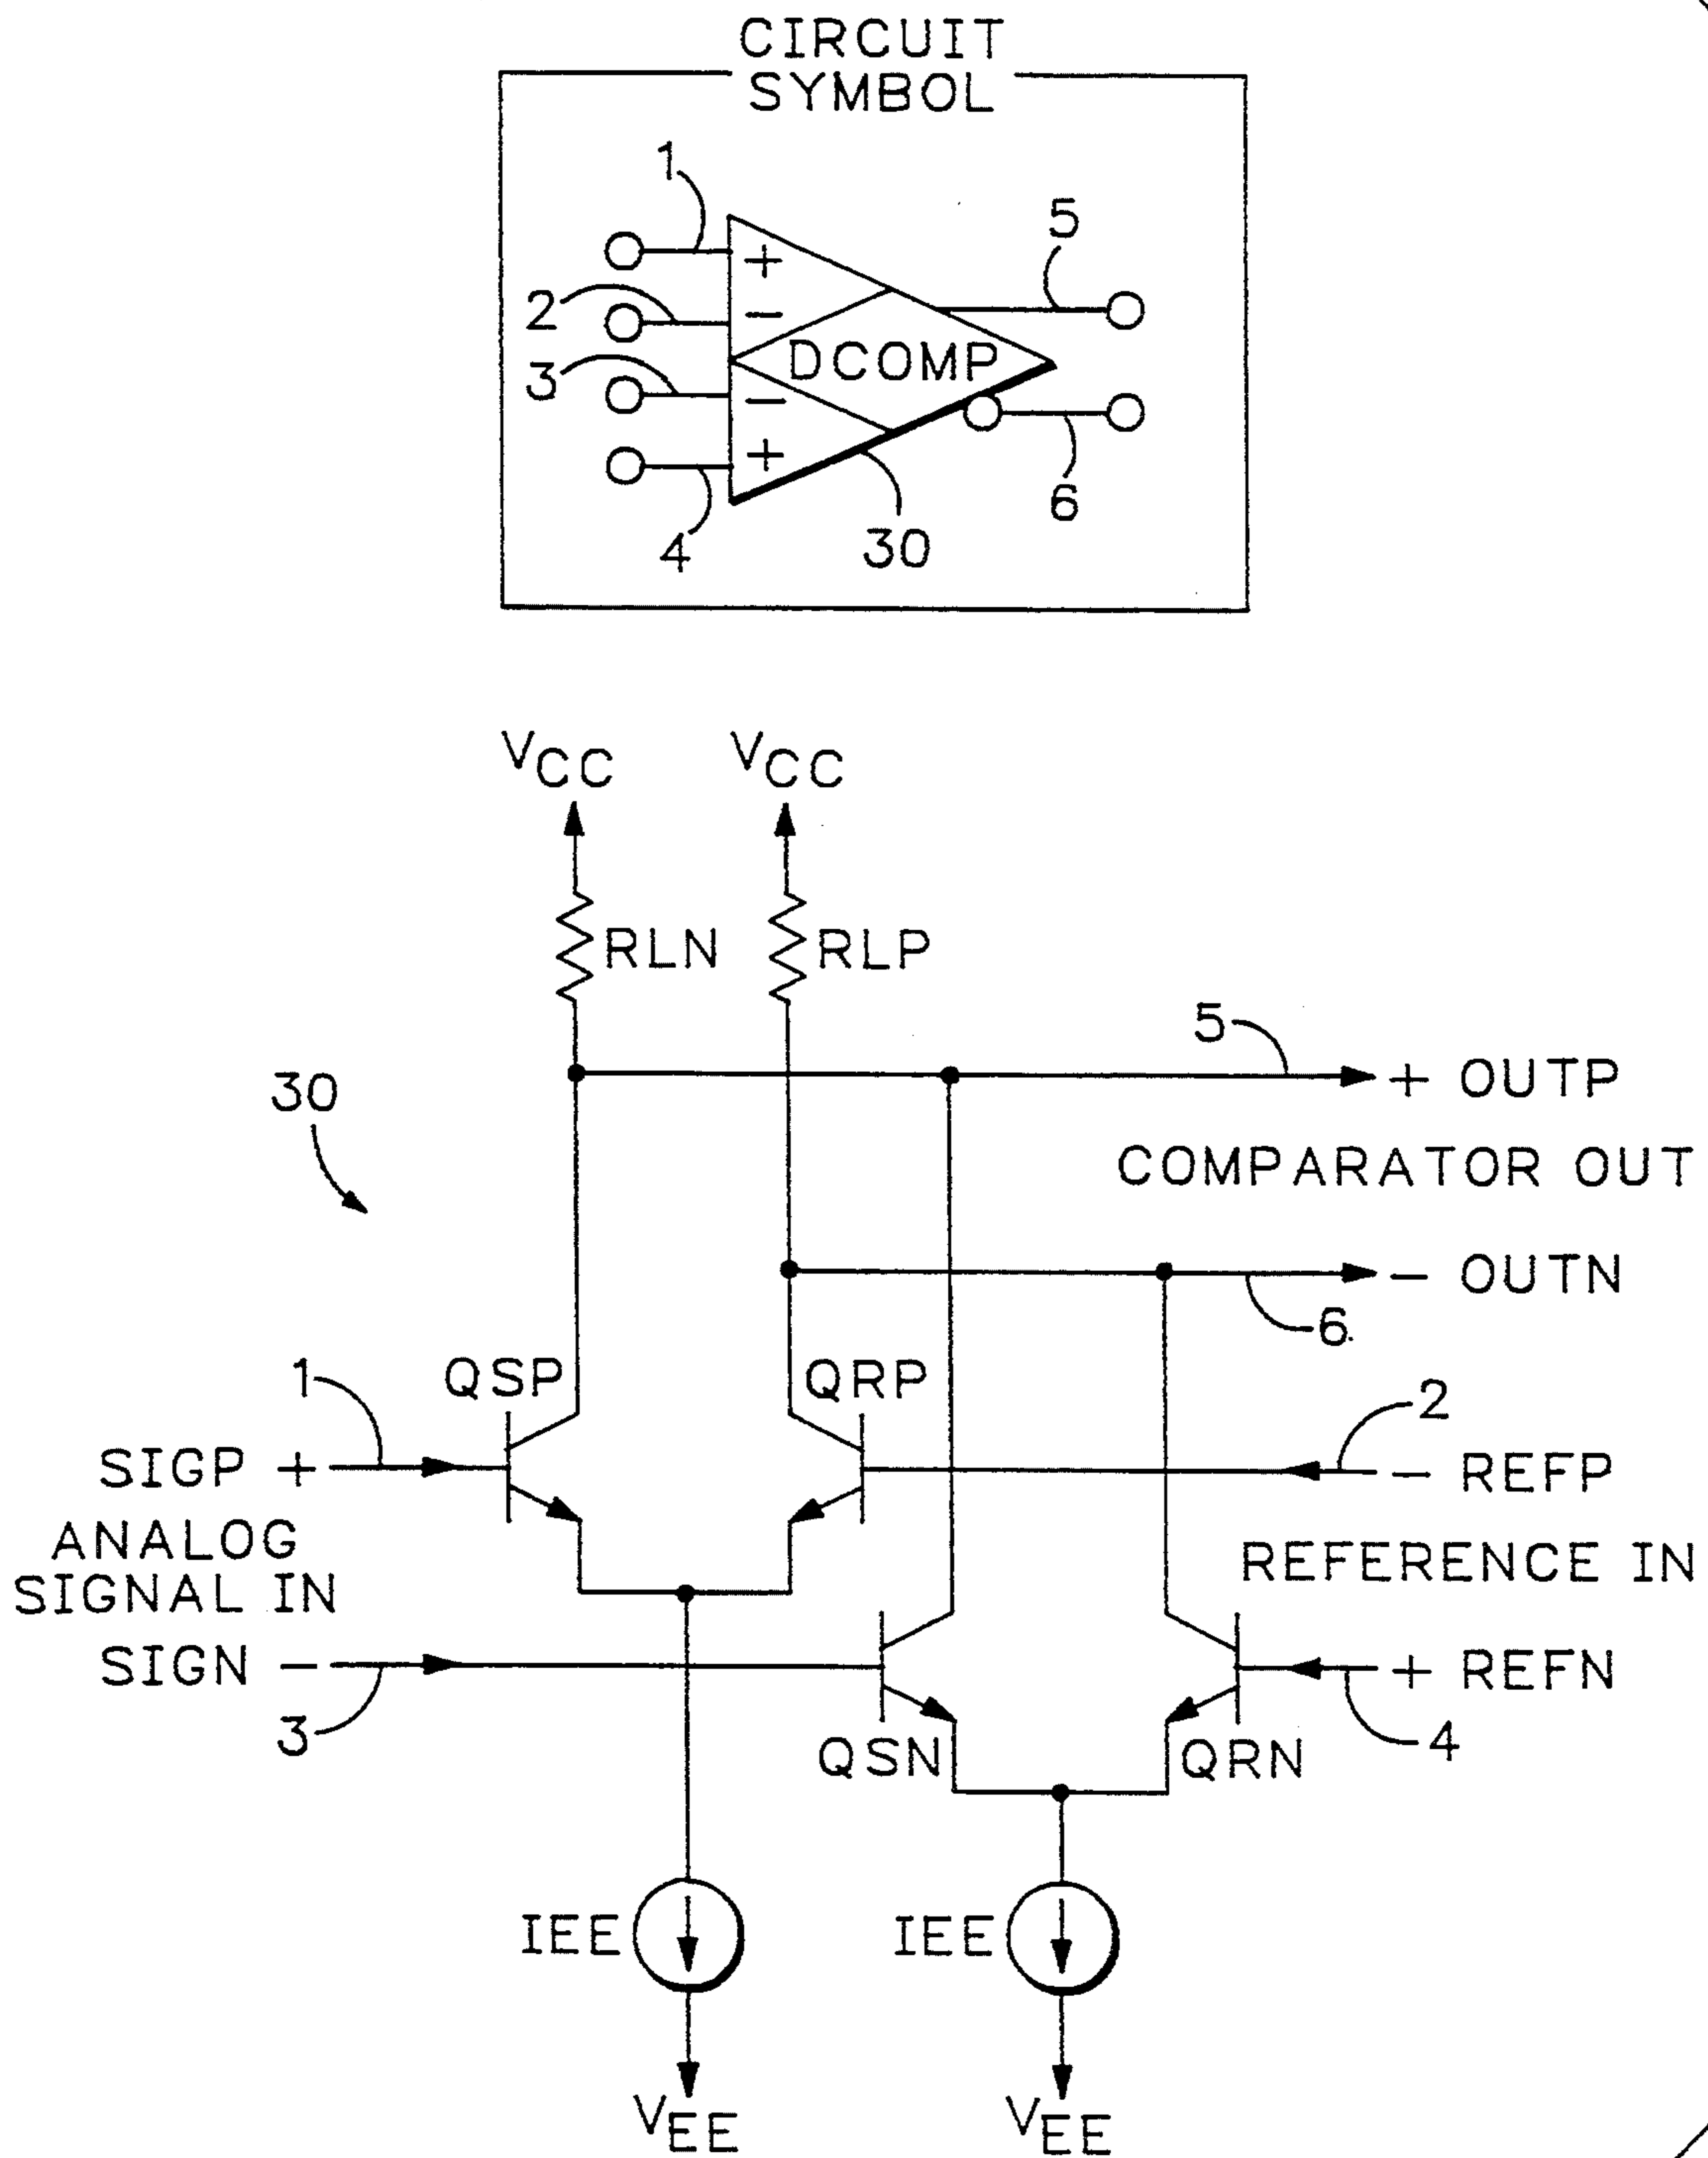 CIRCUIT
SYMBOL
1
2
3
4
+
−
−
+
DCOMP
5
6
30
VCC
VCC
RLN
RLP
30
5
+ OUTP
COMPARATOR OUT
− OUTN
6
1
QSP
QRP
2
SIGP +
− REFP
ANALOG
SIGNAL IN
REFERENCE IN
SIGN −
+ REFN
3
QSN
QRN
4
IEE
IEE
VEE
VEE